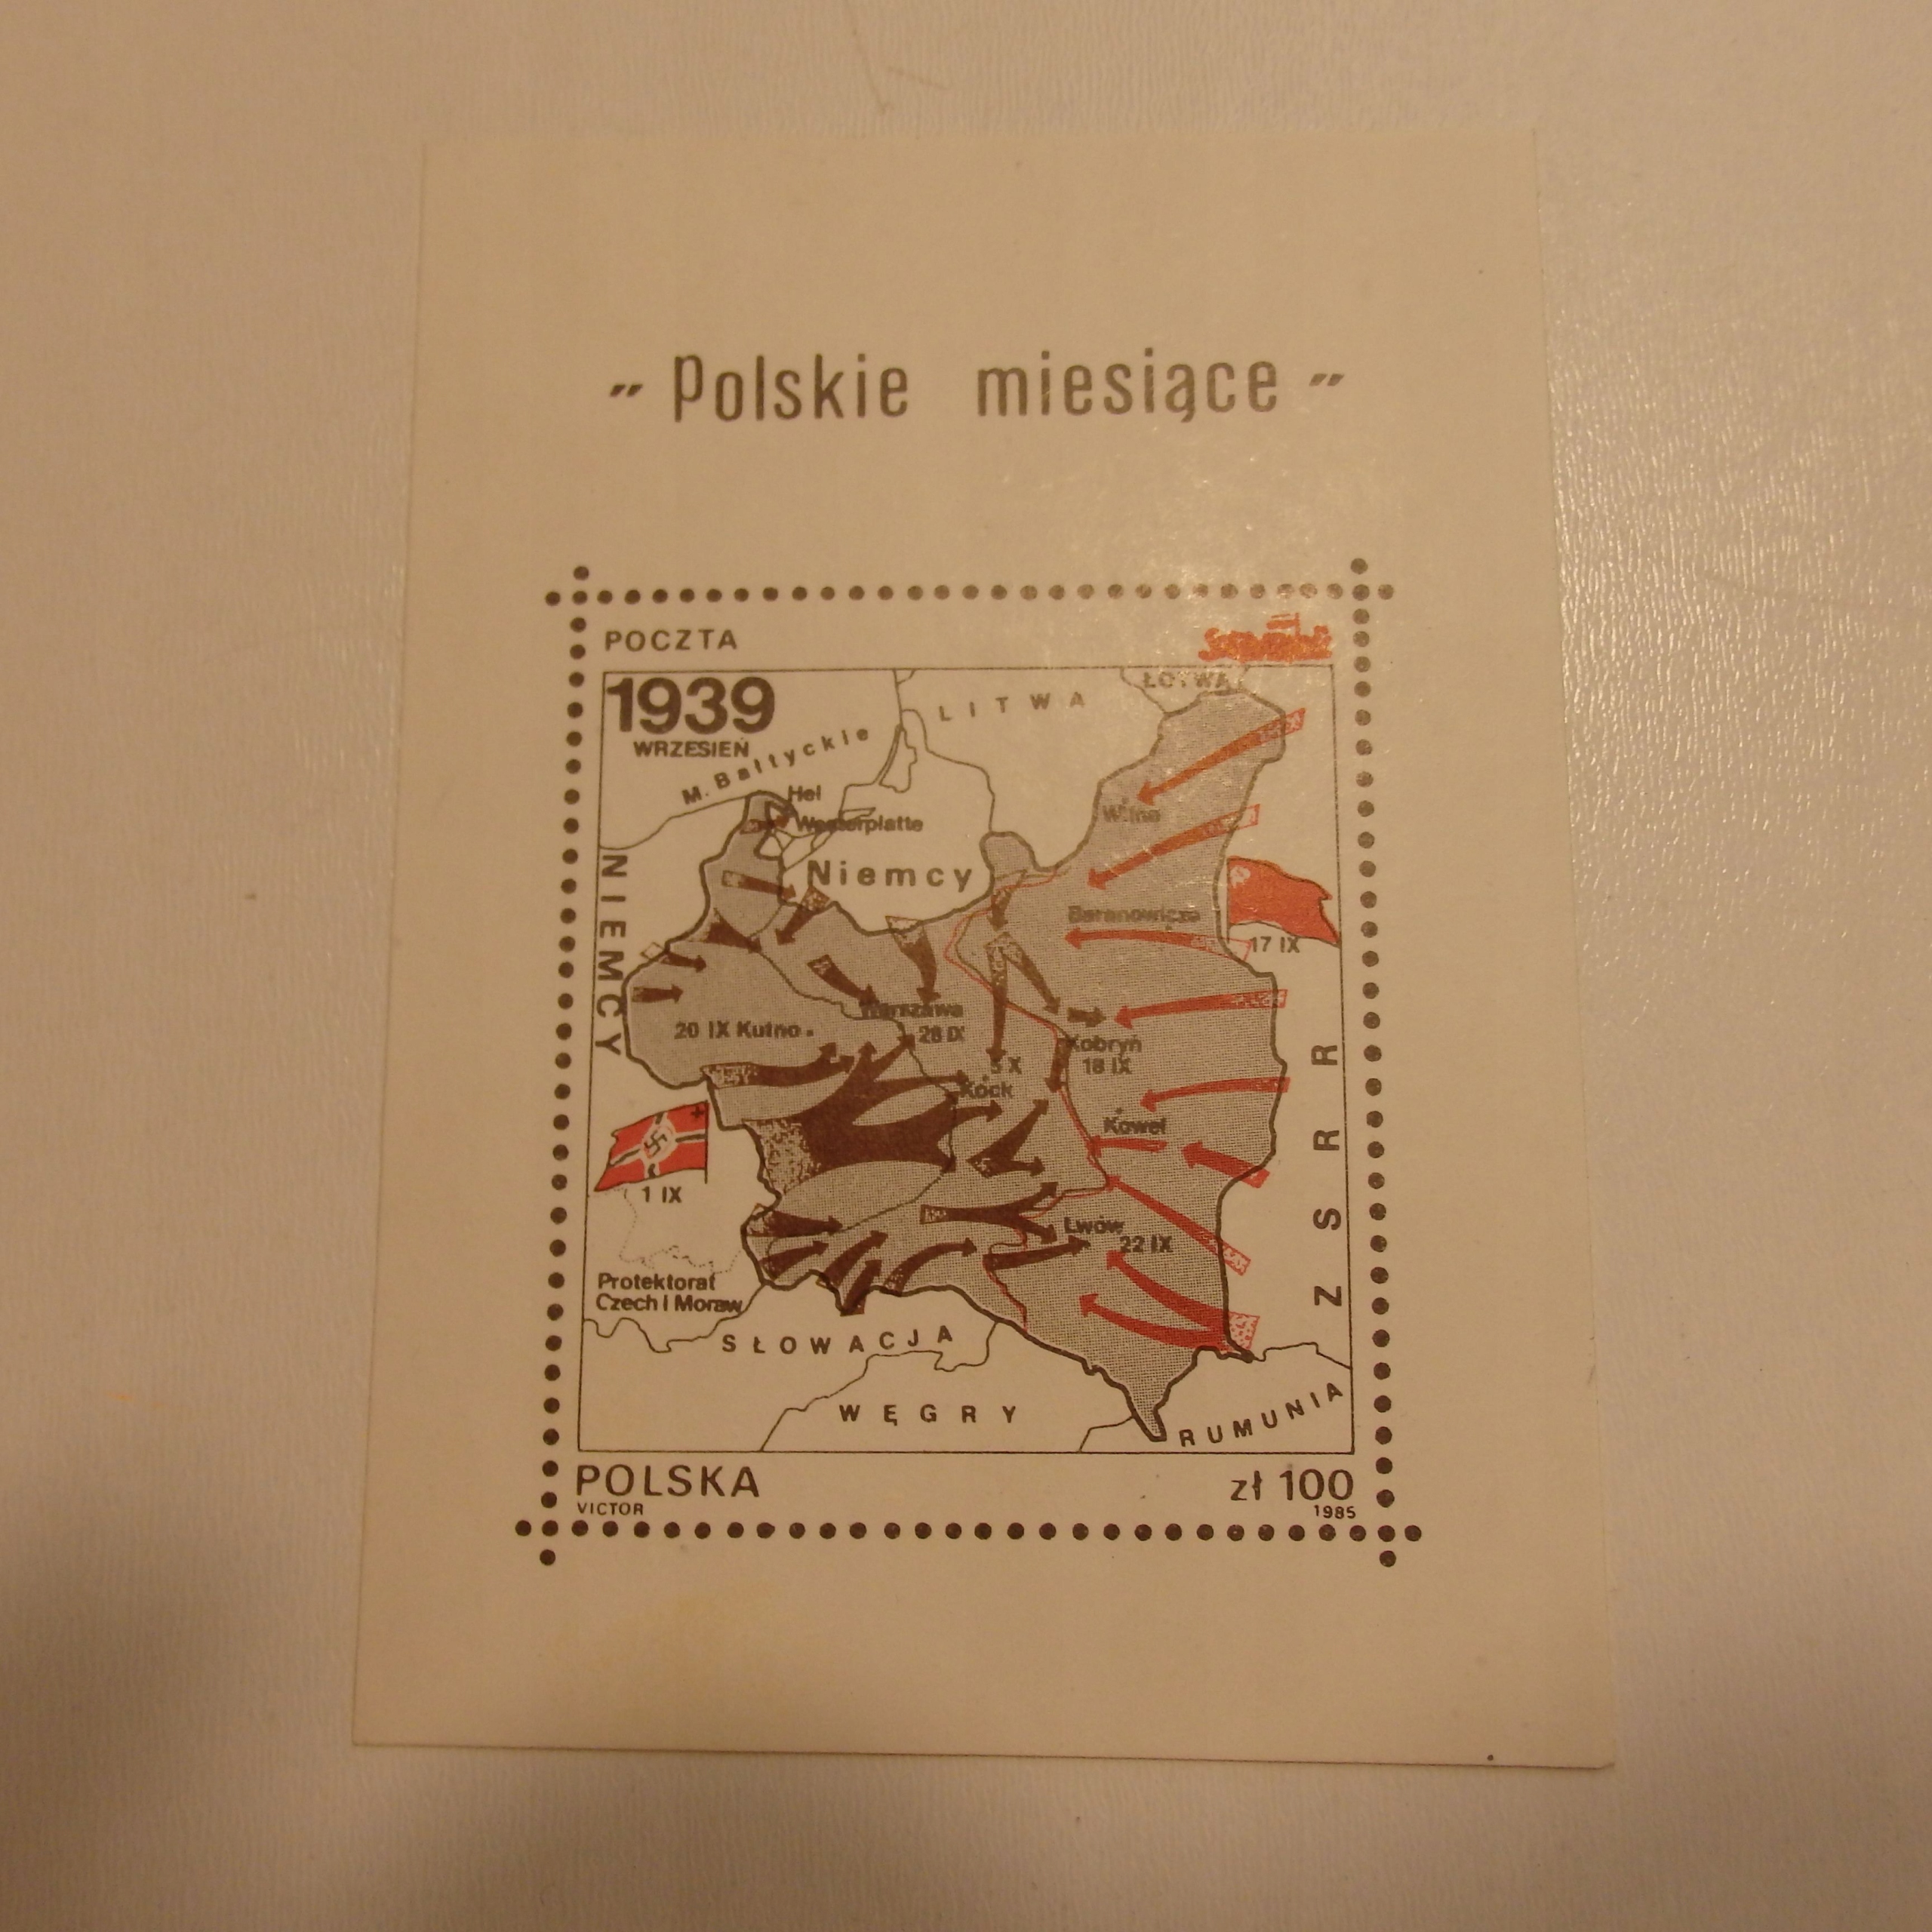 „Polskie miesiące”
POCZTA
Solidarność
1939
WRZESIEŃ
M. Bałtyckie
LITWA
ŁOTWA
Hel
Westerplatte
Niemcy
Wilno
NIEMCY
Baranowicze
17 IX
20 IX Kutno
Warszawa
28 IX
Kobryń
18 IX
5 X
Kock
Kowel
ZSRR
1 IX
Lwów
22 IX
Protektorat
Czech i Moraw
SŁOWACJA
WĘGRY
RUMUNIA
POLSKA
zł 100
VICTOR
1985